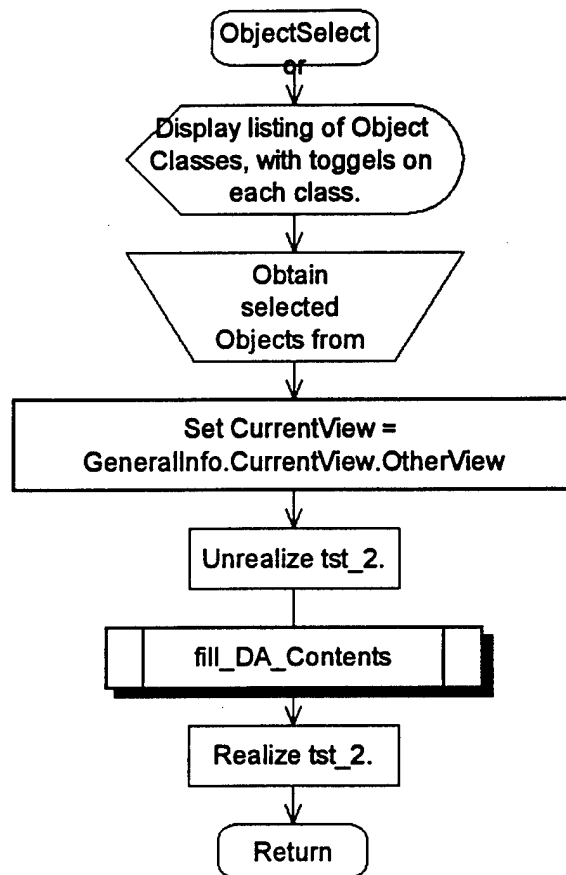 ObjectSelect
or
Display listing of Object
Classes, with toggels on
each class.
Obtain
selected
Objects from
Set CurrentView =
GeneralInfo.CurrentView.OtherView
Unrealize tst_2.
fill_DA_Contents
Realize tst_2.
Return